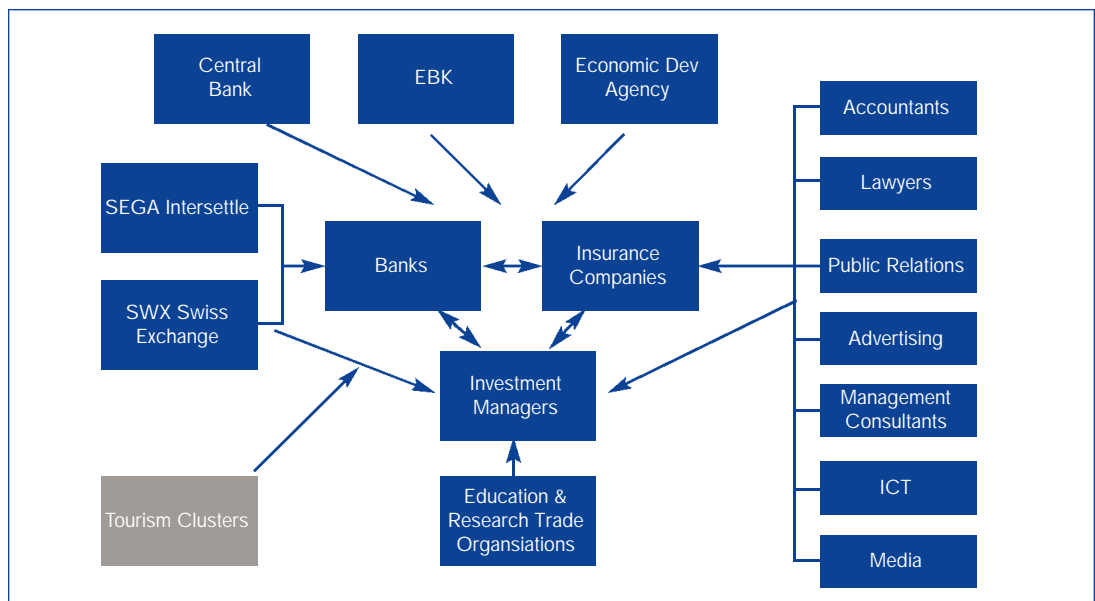 Central
Bank
EBK
Economic Dev
Agency
Accountants
SEGA Intersettle
Lawyers
Banks
Insurance
Companies
Public Relations
SWX Swiss
Exchange
Advertising
Investment
Managers
Management
Consultants
Tourism Clusters
Education &
Research Trade
Organsiations
ICT
Media